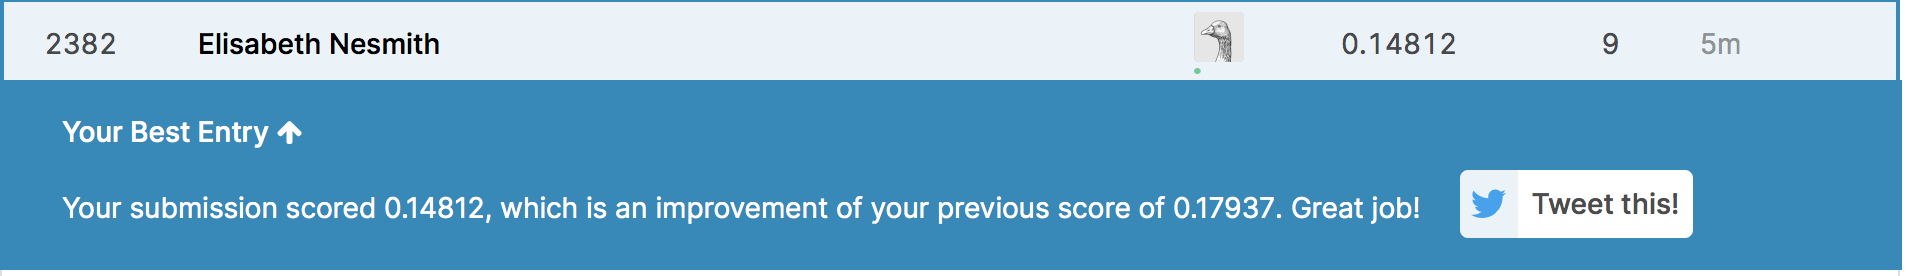 2382 Elisabeth Nesmith 0.14812 9 5m
Your Best Entry
Your submission scored 0.14812, which is an improvement of your previous score of 0.17937. Great job! Tweet this!